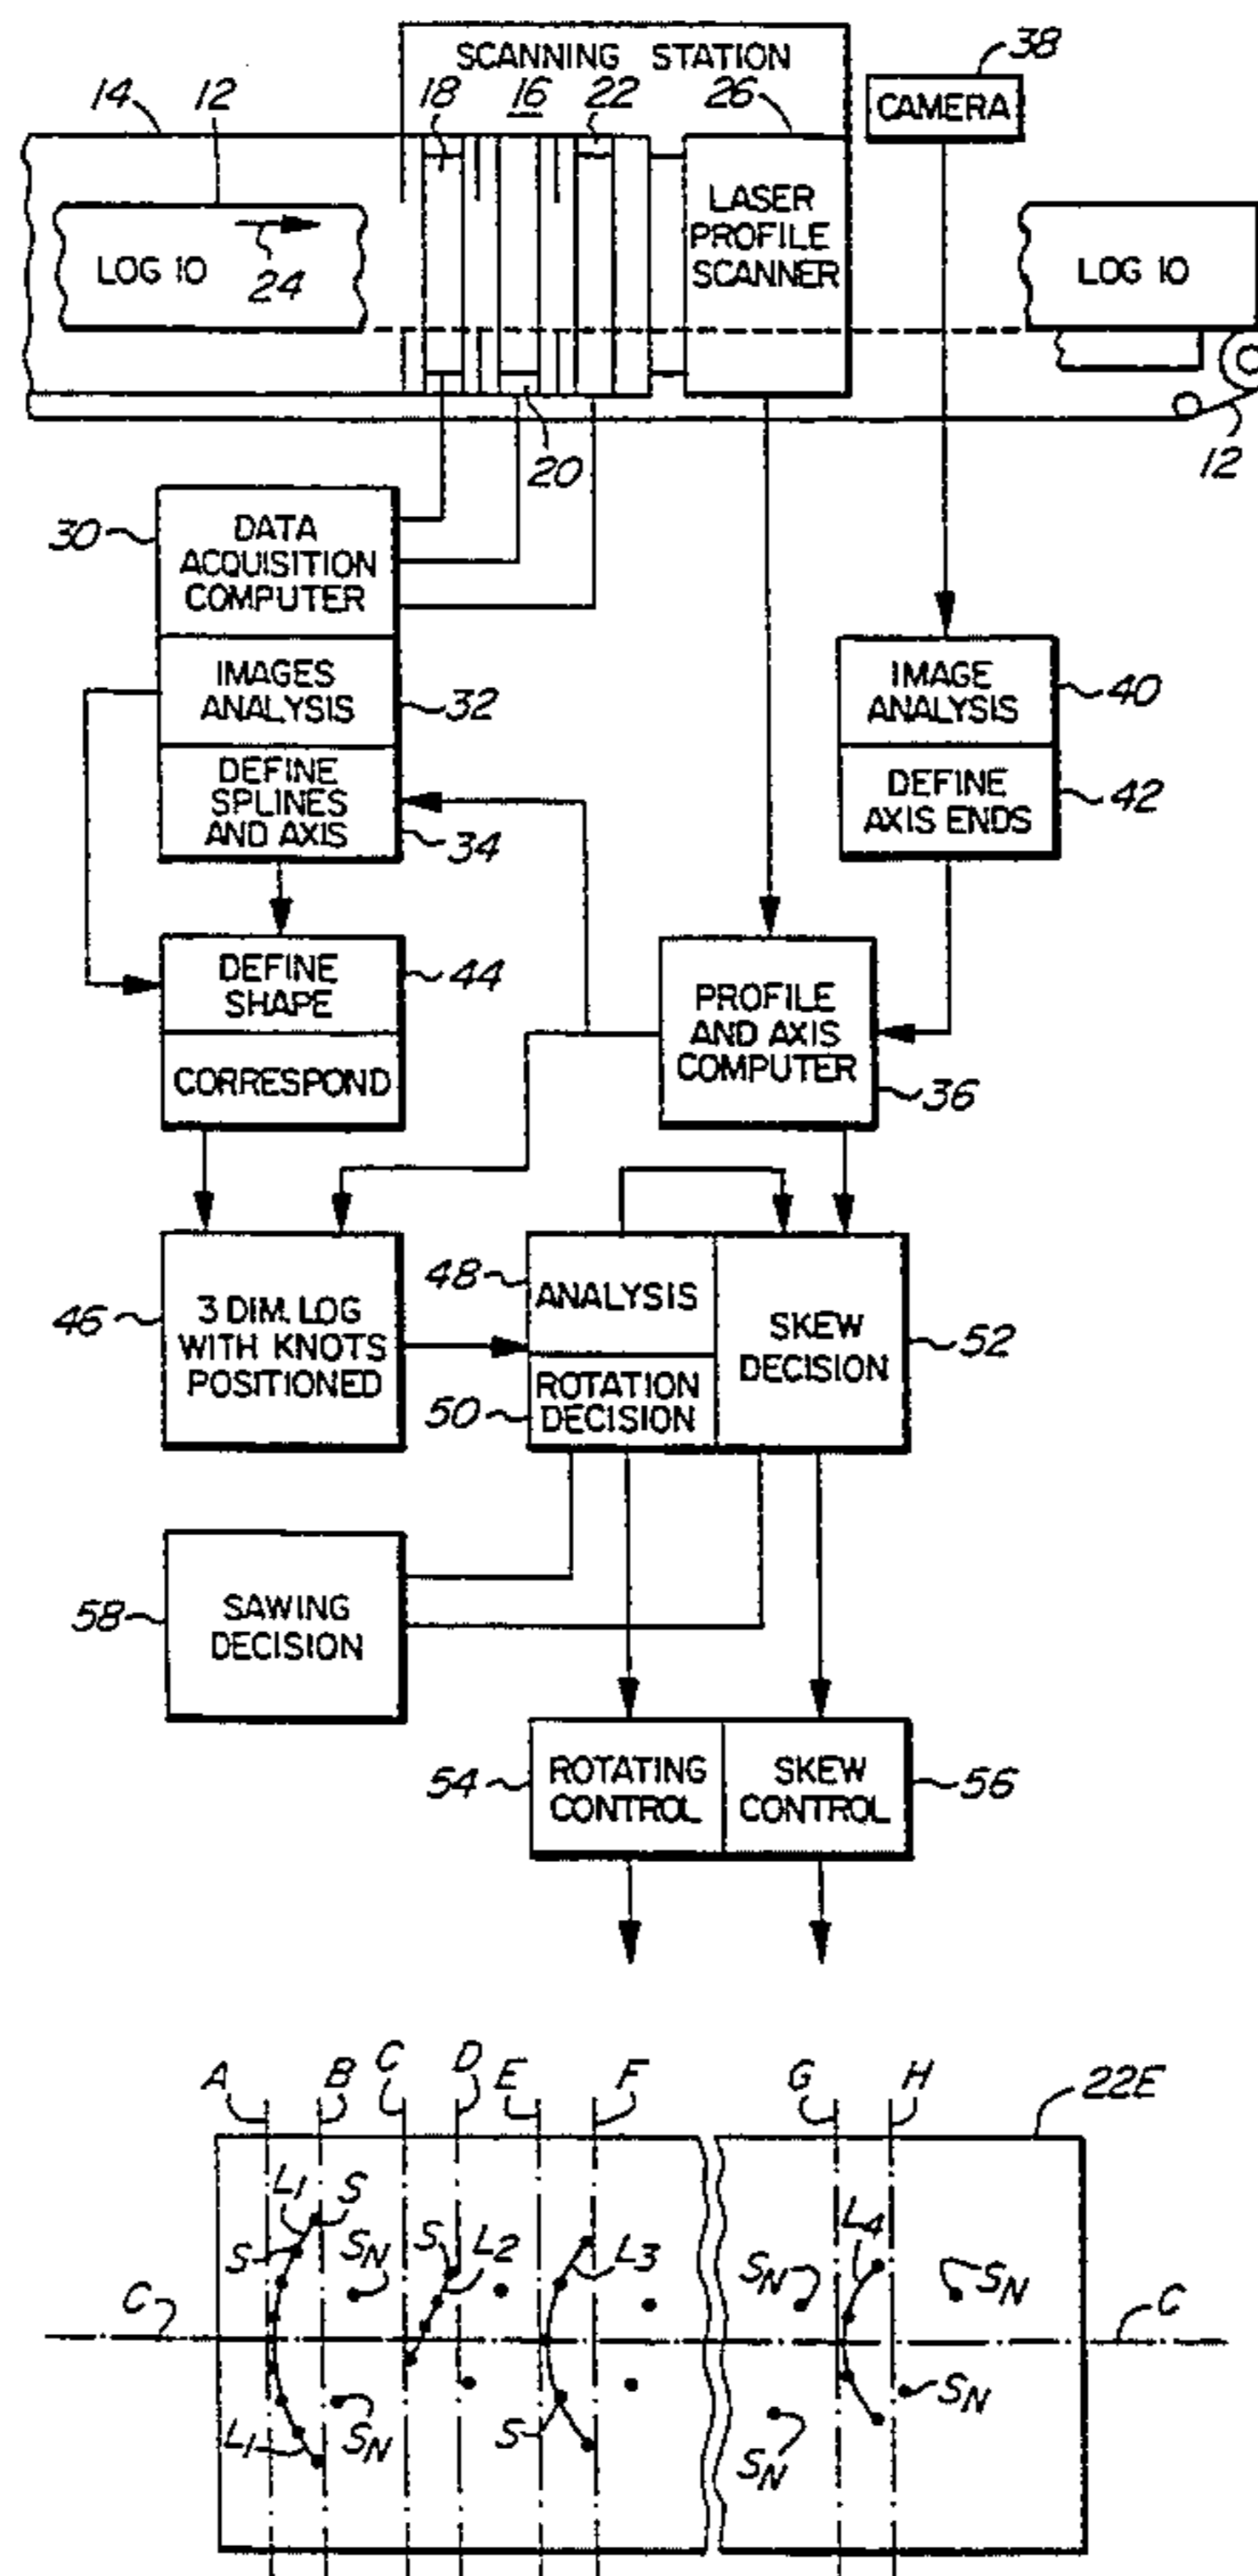 SCANNING STATION
38
14
12
18
16
22
26
CAMERA
LOG 10
24
LASER
PROFILE
SCANNER
LOG 10
20
12
30
DATA
ACQUISITION
COMPUTER
IMAGES
ANALYSIS
32
DEFINE
SPLINES
AND AXIS
34
IMAGE
ANALYSIS
40
DEFINE
AXIS ENDS
42
DEFINE
SHAPE
44
CORRESPOND
PROFILE
AND AXIS
COMPUTER
36
46
3 DIM. LOG
WITH KNOTS
POSITIONED
48
ANALYSIS
50
ROTATION
DECISION
SKEW
DECISION
52
58
SAWING
DECISION
54
ROTATING
CONTROL
SKEW
CONTROL
56
A
B
C
D
E
F
G
H
22E
L1
S
S
SN
S
L2
L3
SN
L4
SN
C
C
L1
SN
S
SN
SN